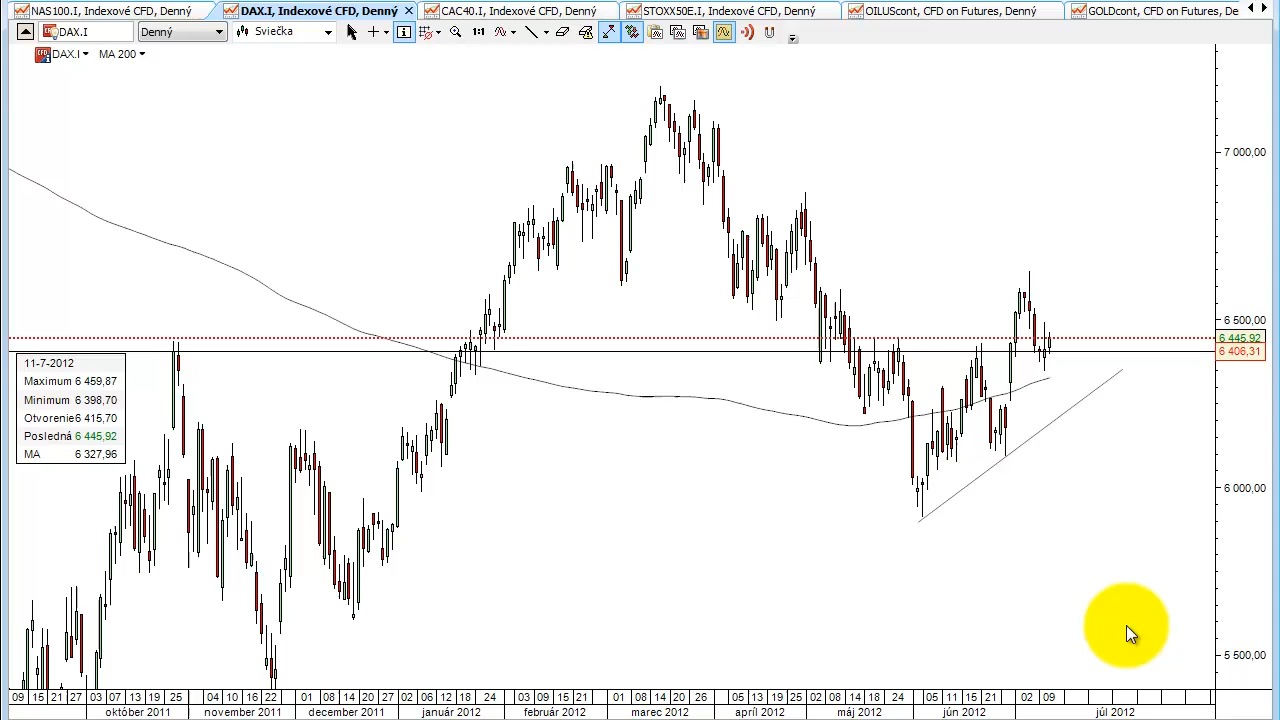 NAS100.I, Indexové CFD, Denný
DAX.I, Indexové CFD, Denný
CAC40.I, Indexové CFD, Denný
STOXX50E.I, Indexové CFD, Denný
OILUScont, CFD on Futures, Denný
GOLDcont, CFD on Futures, De
DAX.I Denný Sviečka 1:1
DAX.I MA 200
7 000,00
6 500,00
6 445,92
6 406,31
6 000,00
5 500,00
11-7-2012
Maximum 6 459,87
Minimum 6 398,70
Otvorenie 6 415,70
Posledná 6 445,92
MA 6 327,96
09 15 21 27 03 07 13 19 25 04 10 16 22 01 08 14 20 27 02 06 12 18 24 03 09 15 21 01 08 14 20 26 05 13 19 25 02 08 14 18 24 05 11 15 21 02 09
október 2011 november 2011 december 2011 január 2012 február 2012 marec 2012 apríl 2012 máj 2012 jún 2012 júl 2012